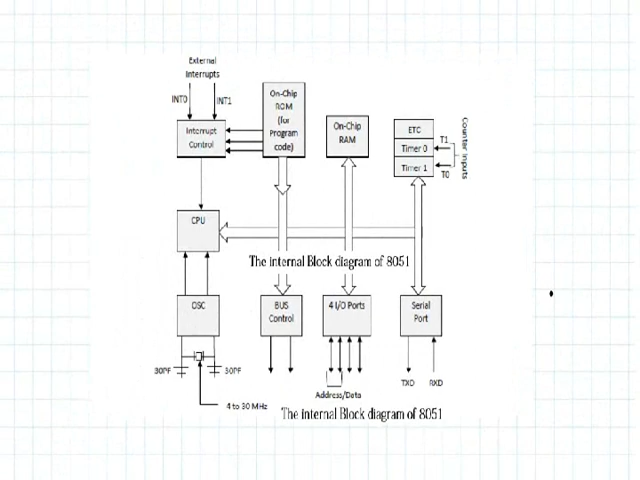 External
Interrupts
INT0
INT1
Interrupt
Control
On-Chip
ROM
(for
Program
code)
On-Chip
RAM
ETC
Timer 0
Timer 1
T1
T0
Counter Inputs
CPU
The internal Block diagram of 8051
OSC
BUS
Control
4 I/O Ports
Serial
Port
30PF
30PF
4 to 30 MHz
Address/Data
TXD
RXD
The internal Block diagram of 8051